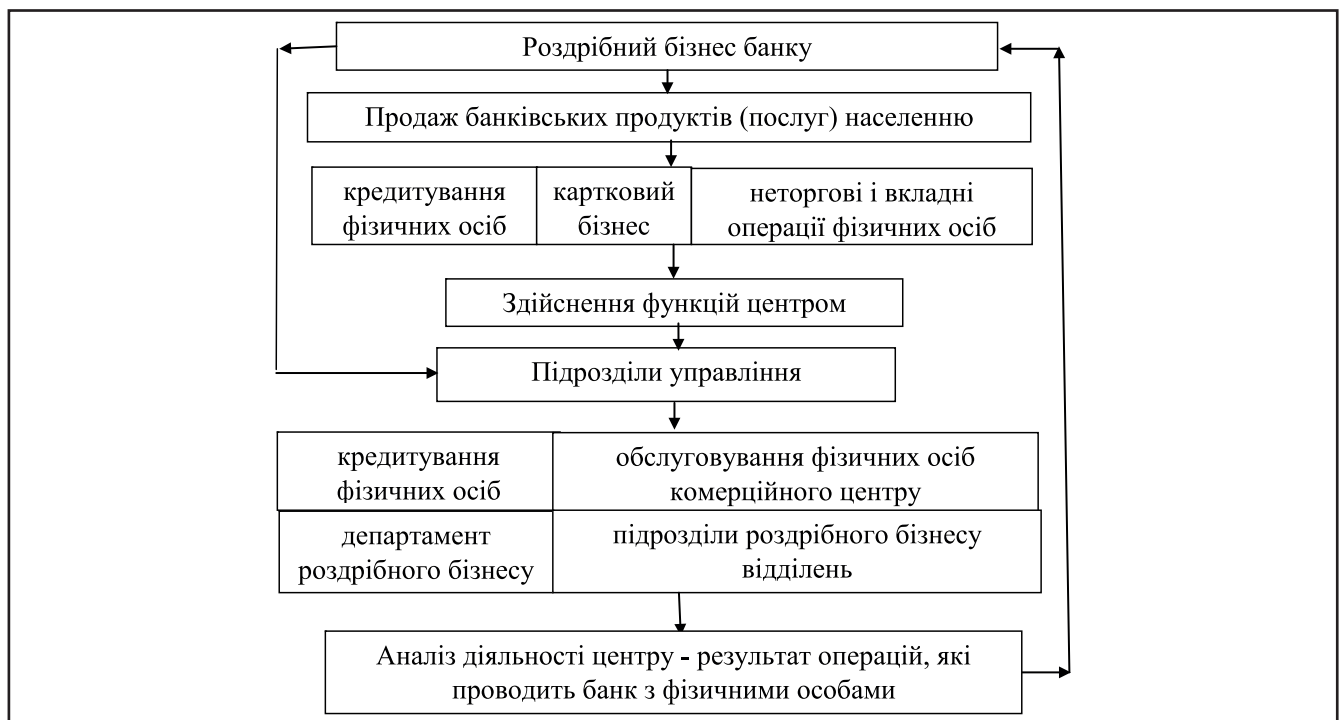 Роздрібний бізнес банку
Продаж банківських продуктів (послуг) населенню
кредитування
фізичних осіб
картковий
бізнес
неторгові і вкладні
операції фізичних осіб
Здійснення функцій центром
Підрозділи управління
кредитування
фізичних осіб
обслуговування фізичних осіб
комерційного центру
департамент
роздрібного бізнесу
підрозділи роздрібного бізнесу
відділень
Аналіз діяльності центру - результат операцій, які
проводить банк з фізичними особами